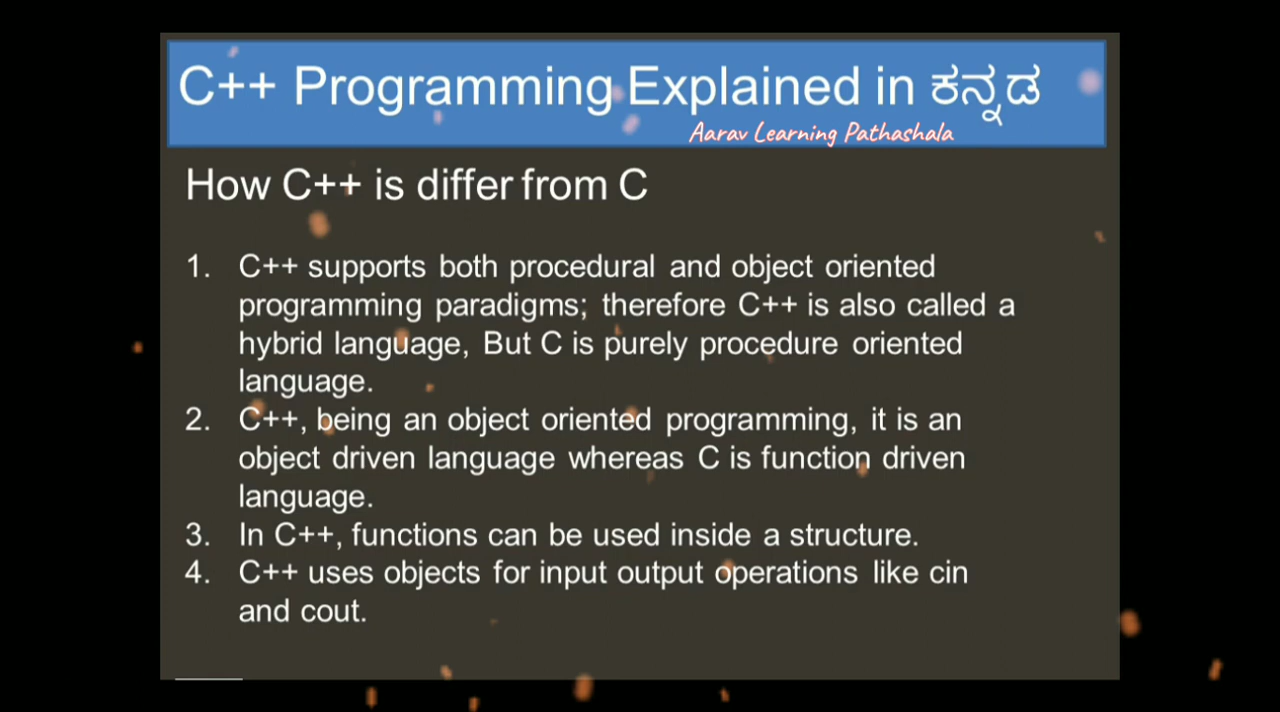 C++ Programming Explained in ಕನ್ನಡ
Aarav Learning Pathashala
How C++ is differ from C
1. C++ supports both procedural and object oriented
programming paradigms; therefore C++ is also called a
hybrid language, But C is purely procedure oriented
language.
2. C++, being an object oriented programming, it is an
object driven language whereas C is function driven
language.
3. In C++, functions can be used inside a structure.
4. C++ uses objects for input output operations like cin
and cout.